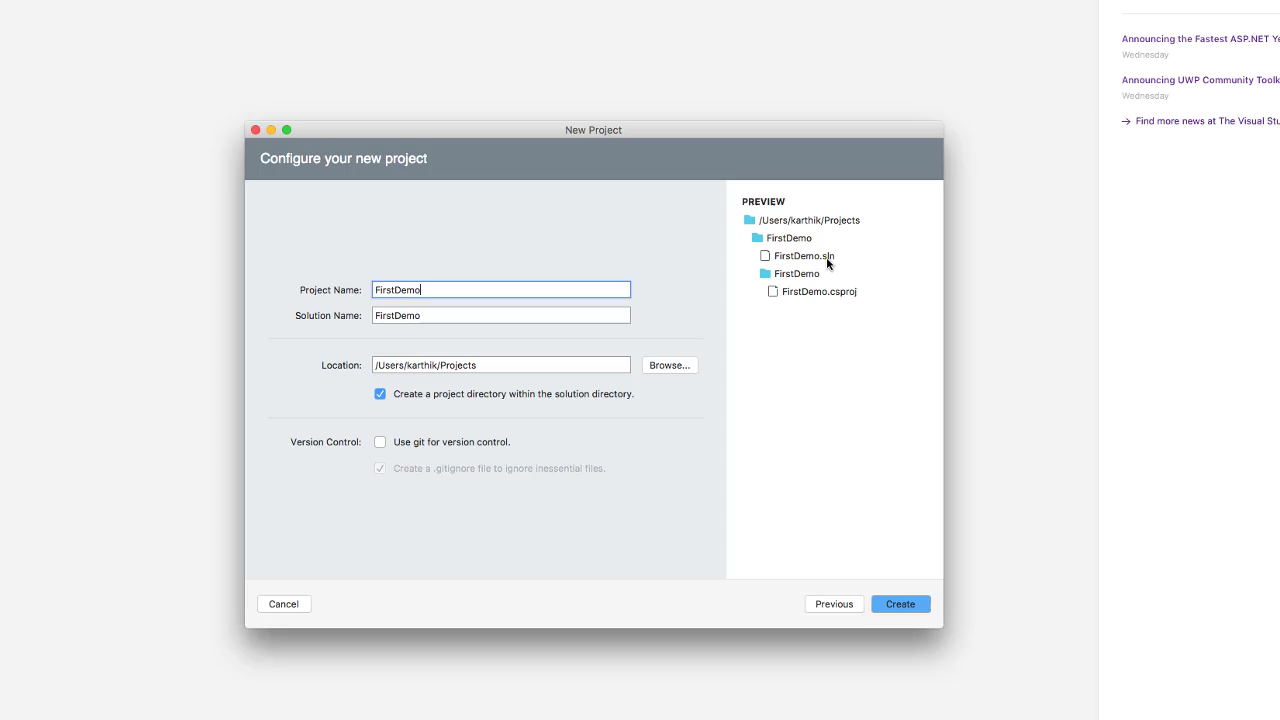 New Project
Configure your new project
Project Name: FirstDemo
Solution Name: FirstDemo
Location: /Users/karthik/Projects Browse...
Create a project directory within the solution directory.
Version Control: Use git for version control.
Create a .gitignore file to ignore inessential files.
PREVIEW
/Users/karthik/Projects
FirstDemo
FirstDemo.sln
FirstDemo
FirstDemo.csproj
Cancel
Previous
Create
Announcing the Fastest ASP.NET
Wednesday
Announcing UWP Community
Wednesday
→ Find more news at The Visual